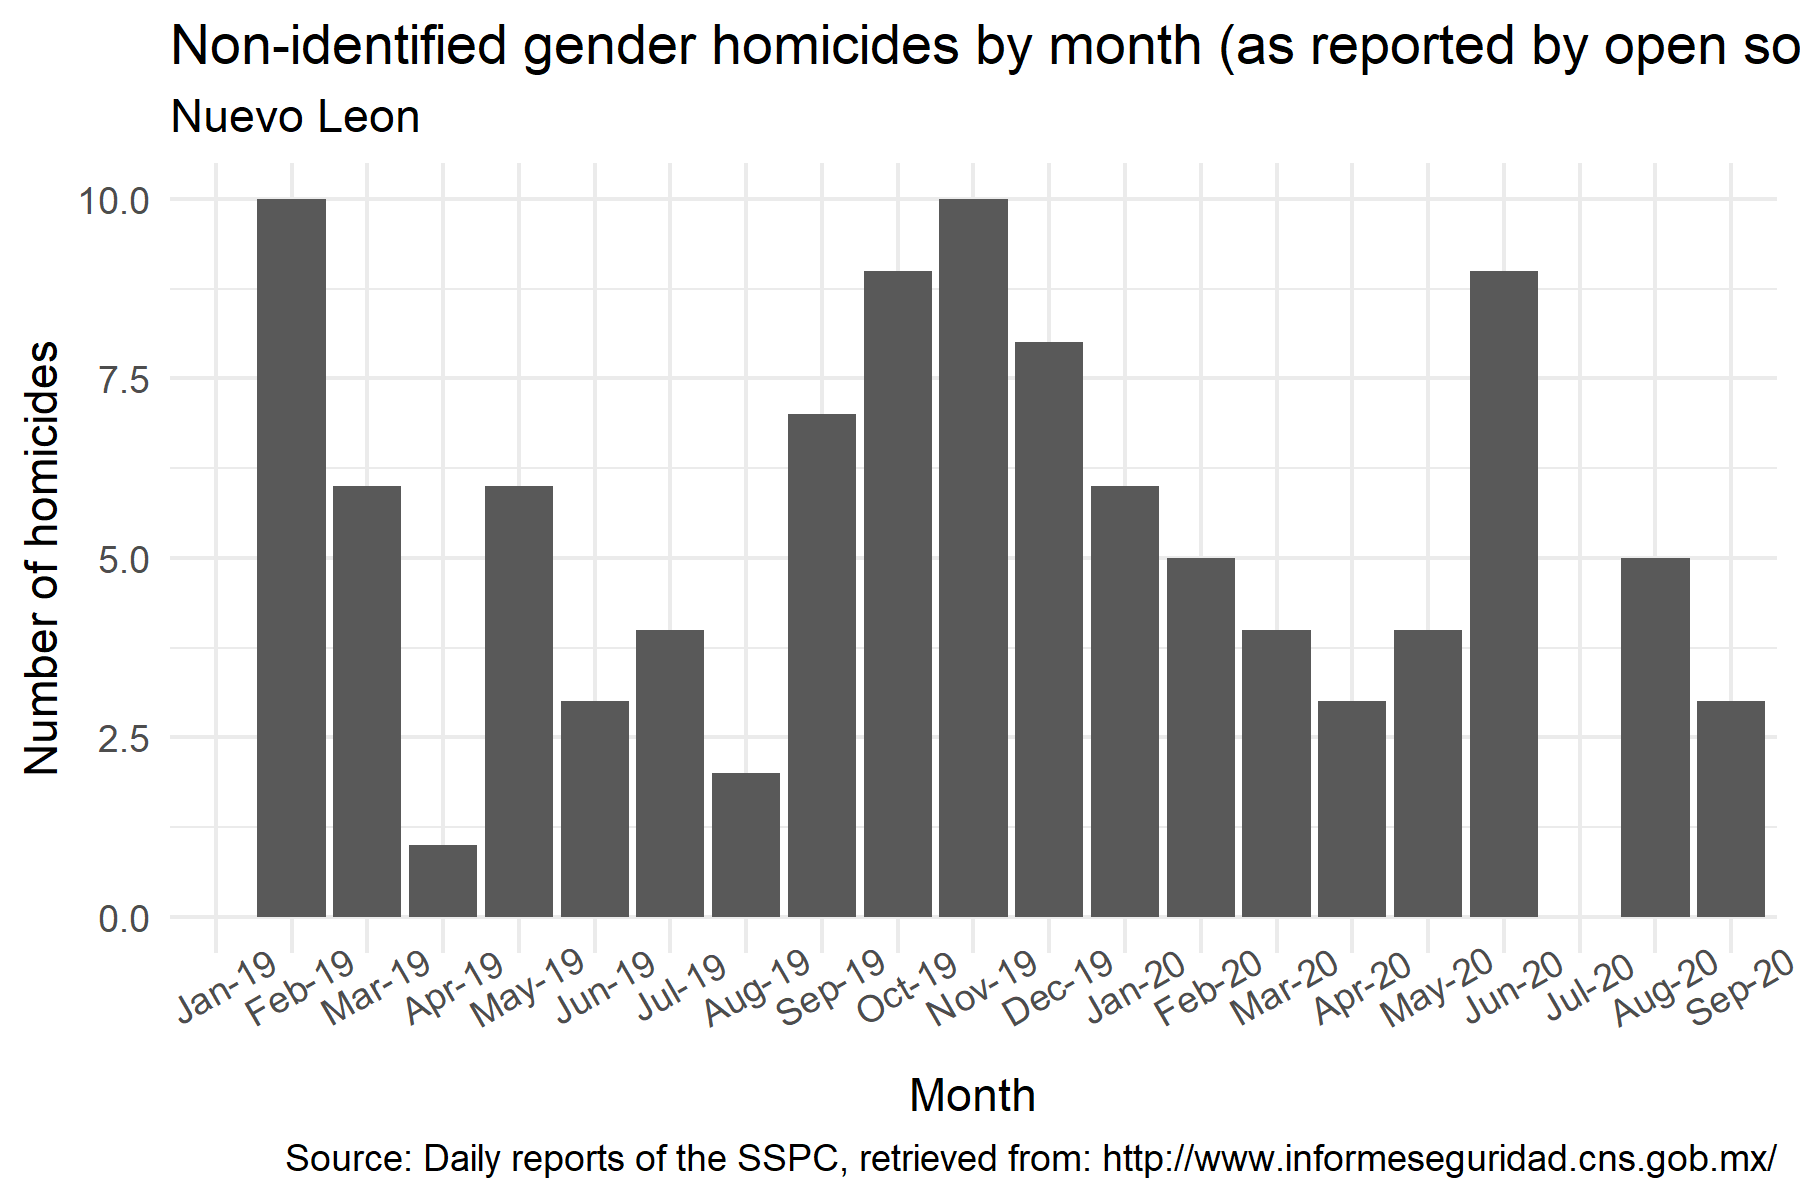 Non-identified gender homicides by month (as reported by open so
Nuevo Leon
Number of homicides
10.0
7.5
5.0
2.5
0.0
Jan-19
Feb-19
Mar-19
Apr-19
May-19
Jun-19
Jul-19
Aug-19
Sep-19
Oct-19
Nov-19
Dec-19
Jan-20
Feb-20
Mar-20
Apr-20
May-20
Jun-20
Jul-20
Aug-20
Sep-20
Month
Source: Daily reports of the SSPC, retrieved from: http://www.informeseguridad.cns.gob.mx/